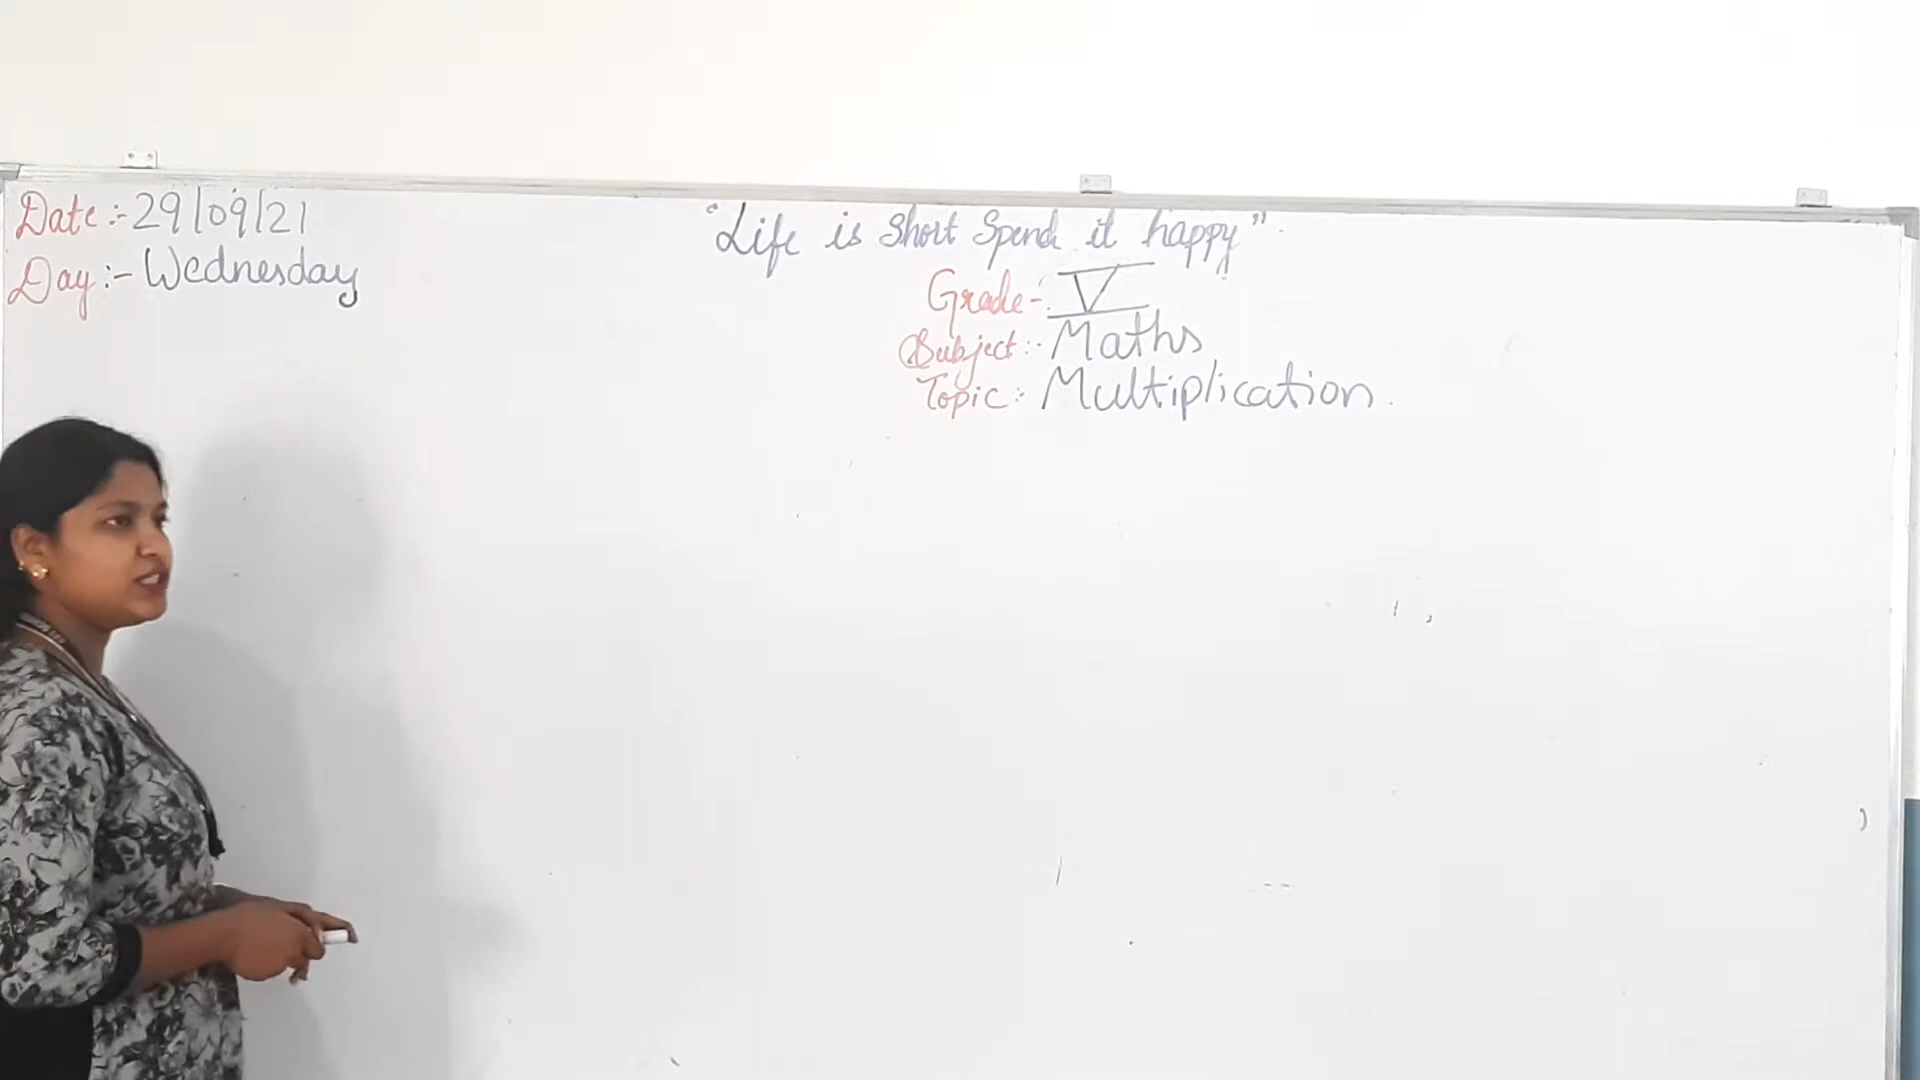 Date :- 29/09/21
Day :- Wednesday
"Life is Short Spend it happy"
Grade - V
Subject :- Maths
Topic :- Multiplication.